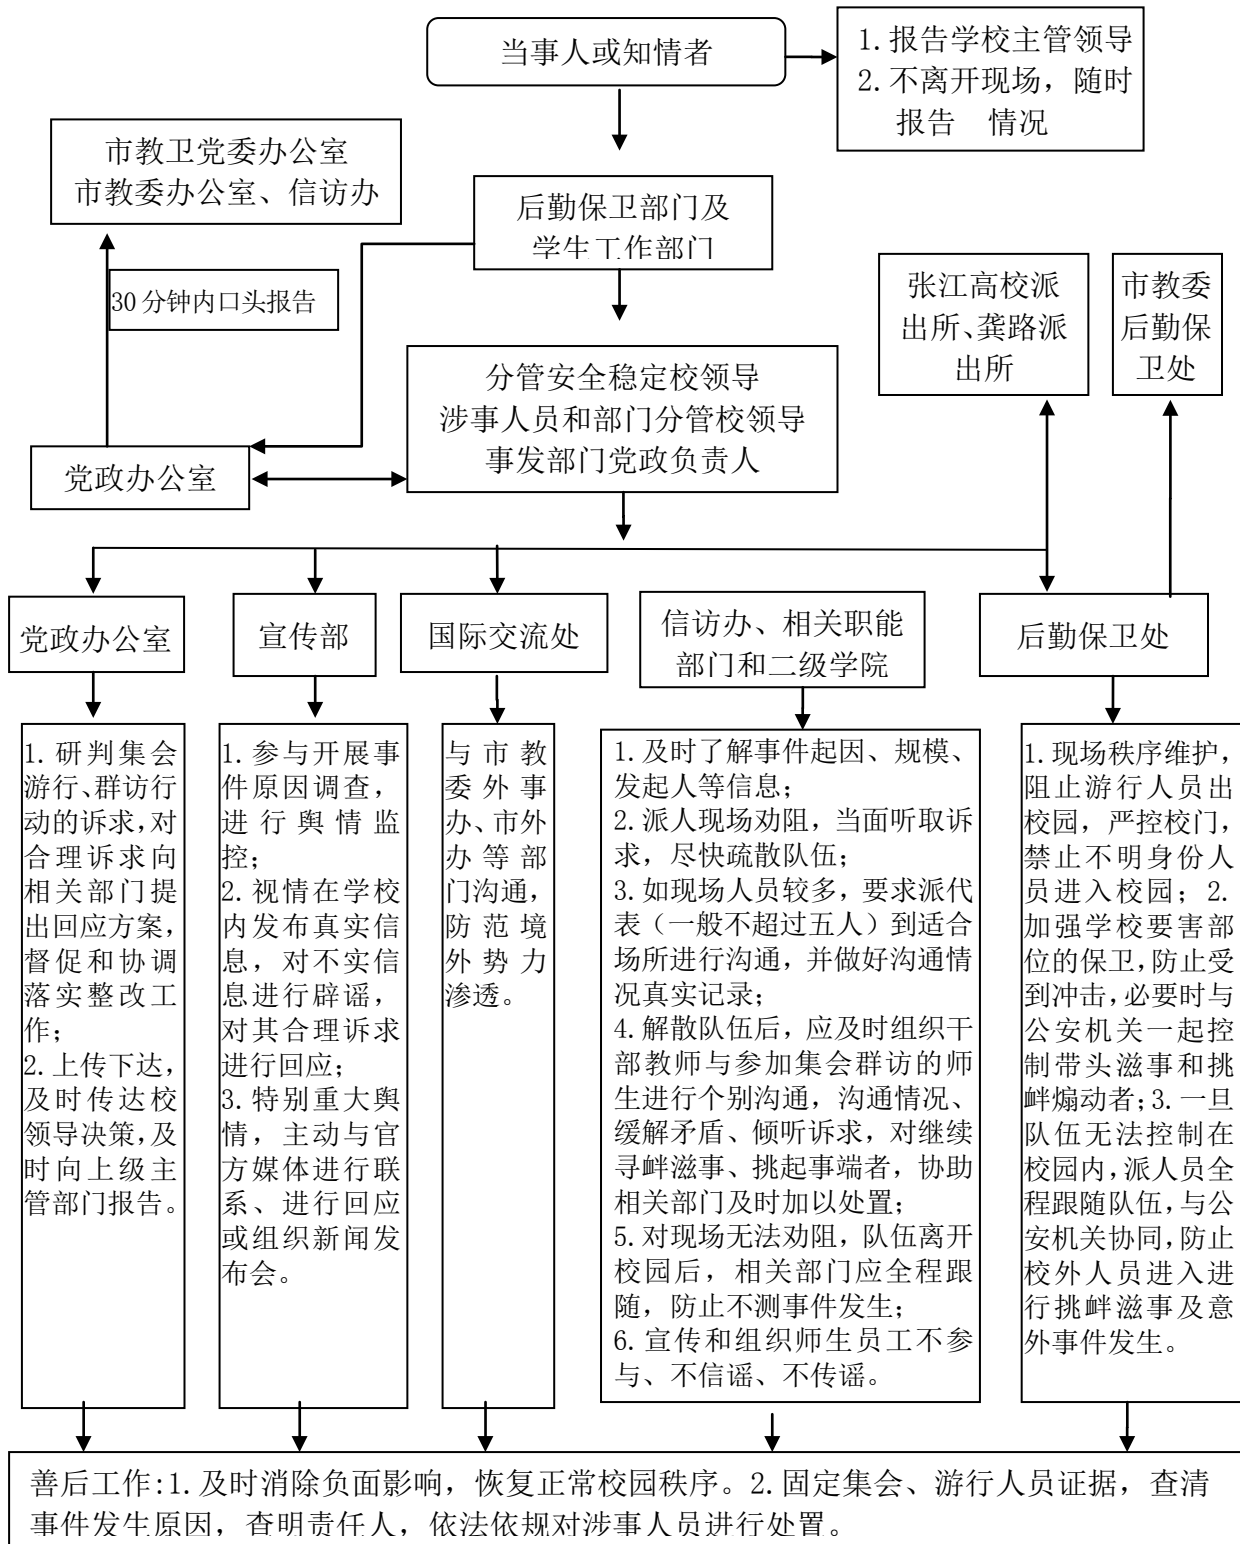 当事人或知情者
1.报告学校主管领导
2.不离开现场，随时
报告 情况
市教卫党委办公室
市教委办公室、信访办
后勤保卫部门及
学生工作部门
30分钟内口头报告
张江高校派
出所、龚路派
出所
市教委
后勤保
卫处
分管安全稳定校领导
涉事人员和部门分管校领导
事发部门党政负责人
党政办公室
党政办公室
宣传部
国际交流处
信访办、相关职能
部门和二级学院
后勤保卫处
1.研判集会
游行、群访行
动的诉求，对
合理诉求向
相关部门提
出回应方案，
督促和协调
落实整改工
作；
2.上传下达，
及时传达校
领导决策，及
时向上级主
管部门报告。
1.参与开展事
件原因调查，
进行舆情监
控；
2.视情在学校
内发布真实信
息，对不实信
息进行辟谣，
对其合理诉求
进行回应；
3.特别重大舆
情，主动与官
方媒体进行联
系、进行回应
或组织新闻发
布会。
与市教
委外事
办、市外
办等部
门沟通，
防范境
外势力
渗透。
1.及时了解事件起因、规模、
发起人等信息；
2.派人现场劝阻，当面听取诉
求，尽快疏散队伍；
3.如现场人员较多，要求派代
表（一般不超过五人）到适合
场所进行沟通，并做好沟通情
况真实记录；
4.解散队伍后，应及时组织干
部教师与参加集会群访的师
生进行个别沟通，沟通情况、
缓解矛盾、倾听诉求，对继续
寻衅滋事、挑起事端者，协助
相关部门及时加以处置；
5.对现场无法劝阻，队伍离开
校园后，相关部门应全程跟
随，防止不测事件发生；
6.宣传和组织师生员工不参
与、不信谣、不传谣。
1.现场秩序维护，
阻止游行人员出
校园，严控校门，
禁止不明身份人
员进入校园；2.
加强学校要害部
位的保卫，防止受
到冲击，必要时与
公安机关一起控
制带头滋事和挑
衅煽动者；3.一旦
队伍无法控制在
校园内，派人员全
程跟随队伍，与公
安机关协同，防止
校外人员进入进
行挑衅滋事及意
外事件发生。
善后工作：1.及时消除负面影响，恢复正常校园秩序。2.固定集会、游行人员证据，查清
事件发生原因，查明责任人，依法依规对涉事人员进行处置。